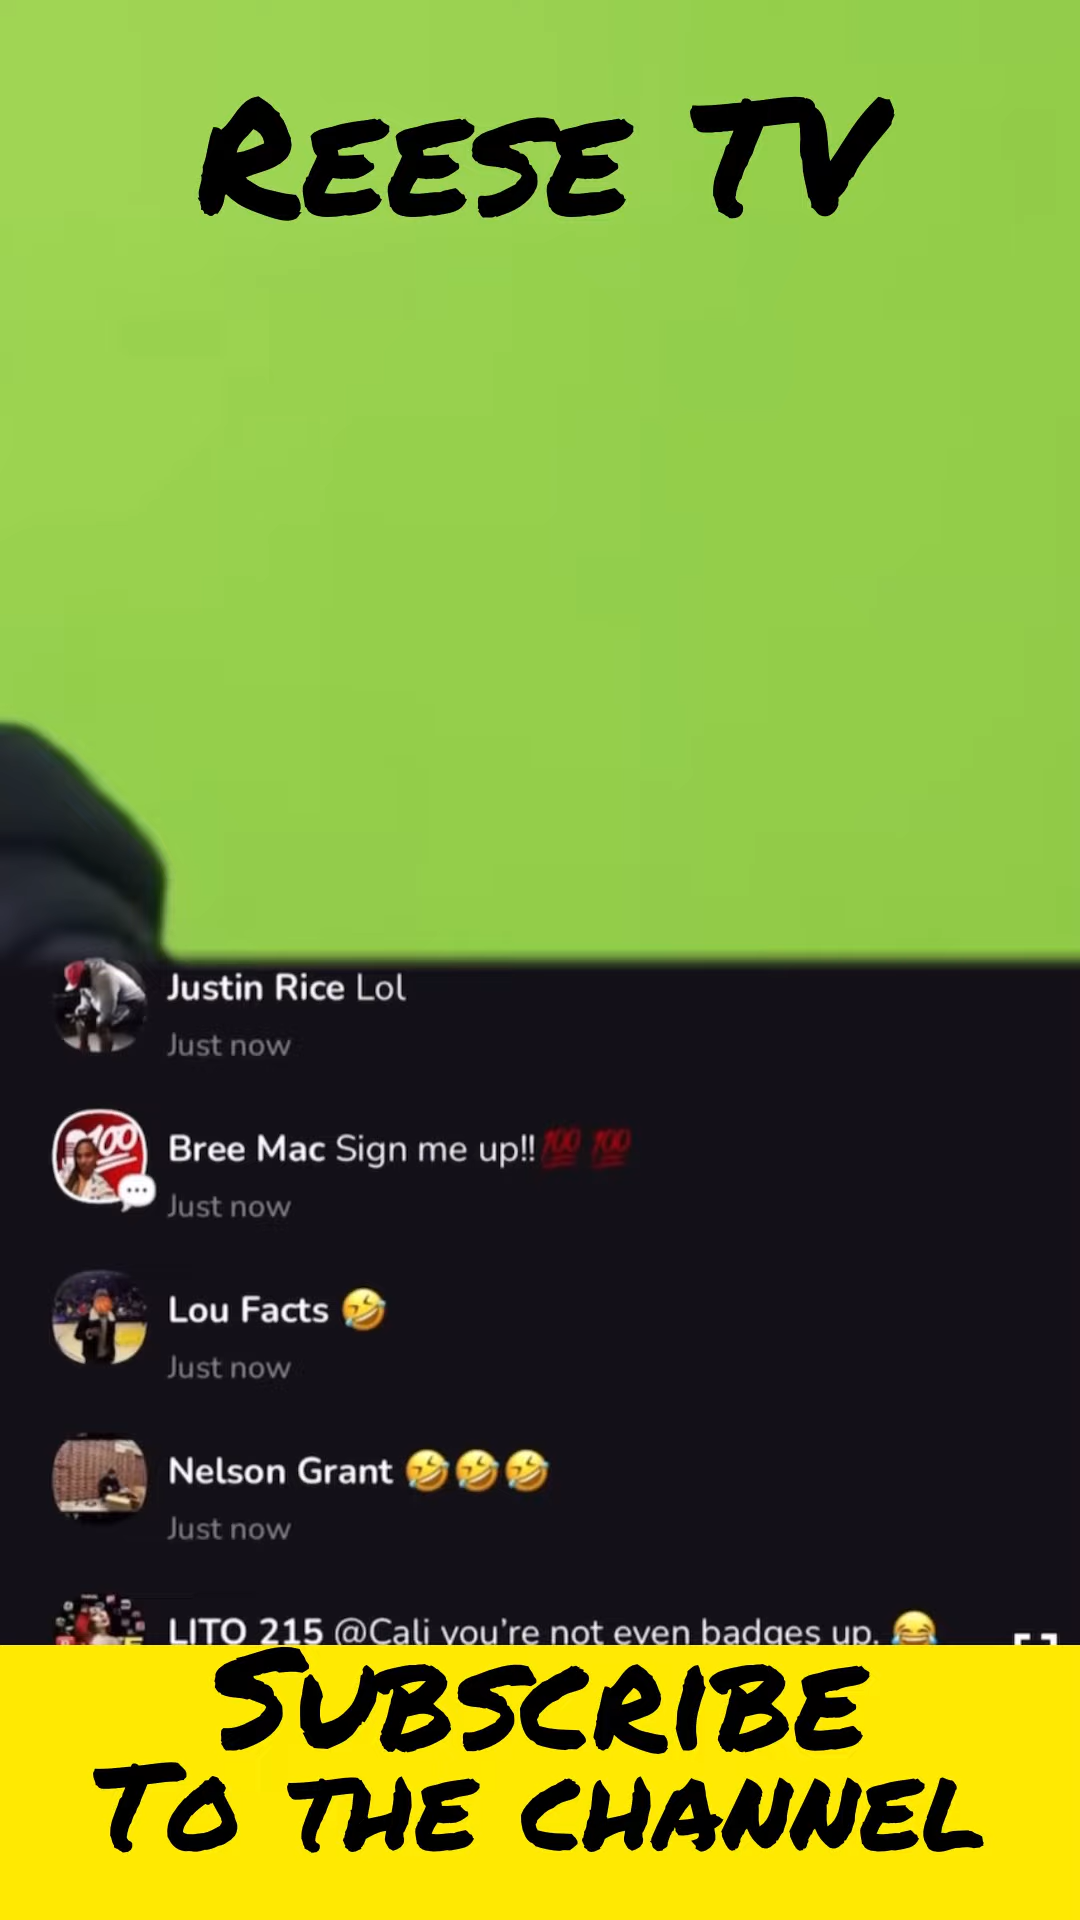 REESE TV
Justin Rice Lol
Just now
100
Bree Mac Sign me up!!💯💯
Just now
Lou Facts 🤣
Just now
Nelson Grant 🤣🤣🤣
Just now
LITO 215 @Cali you're not even badges up. 😂
SUBSCRIBE
TO THE CHANNEL